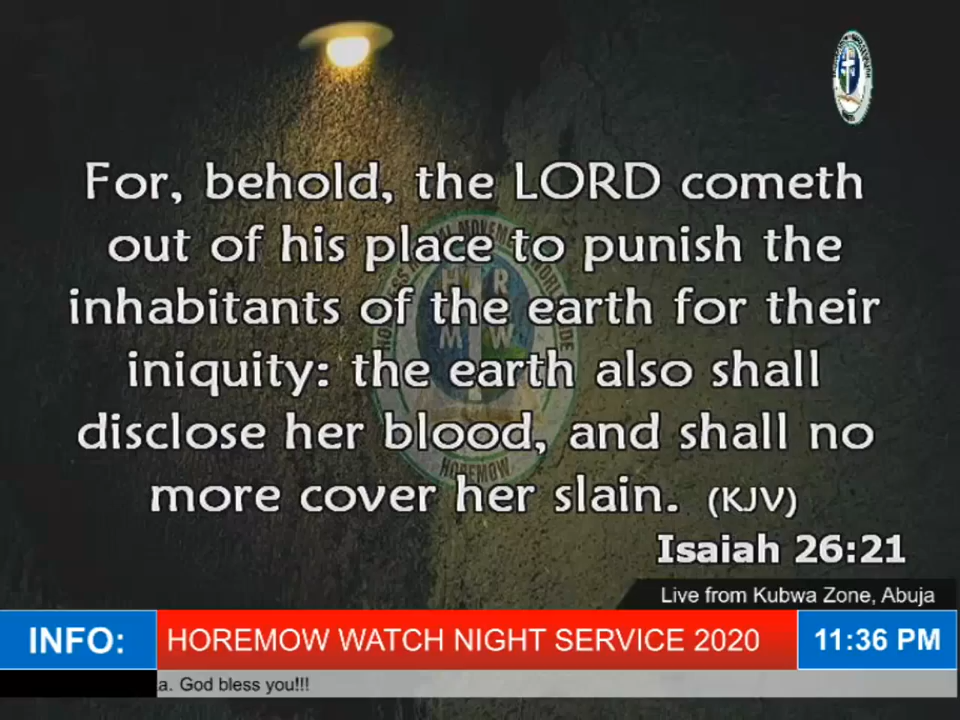 For, behold, the LORD cometh
out of his place to punish the
inhabitants of the earth for their
iniquity: the earth also shall
disclose her blood, and shall no
more cover her slain. (KJV)
Isaiah 26:21
Live from Kubwa Zone, Abuja
INFO: HOREMOW WATCH NIGHT SERVICE 2020 11:36 PM
a. God bless you!!!
HOREMOW